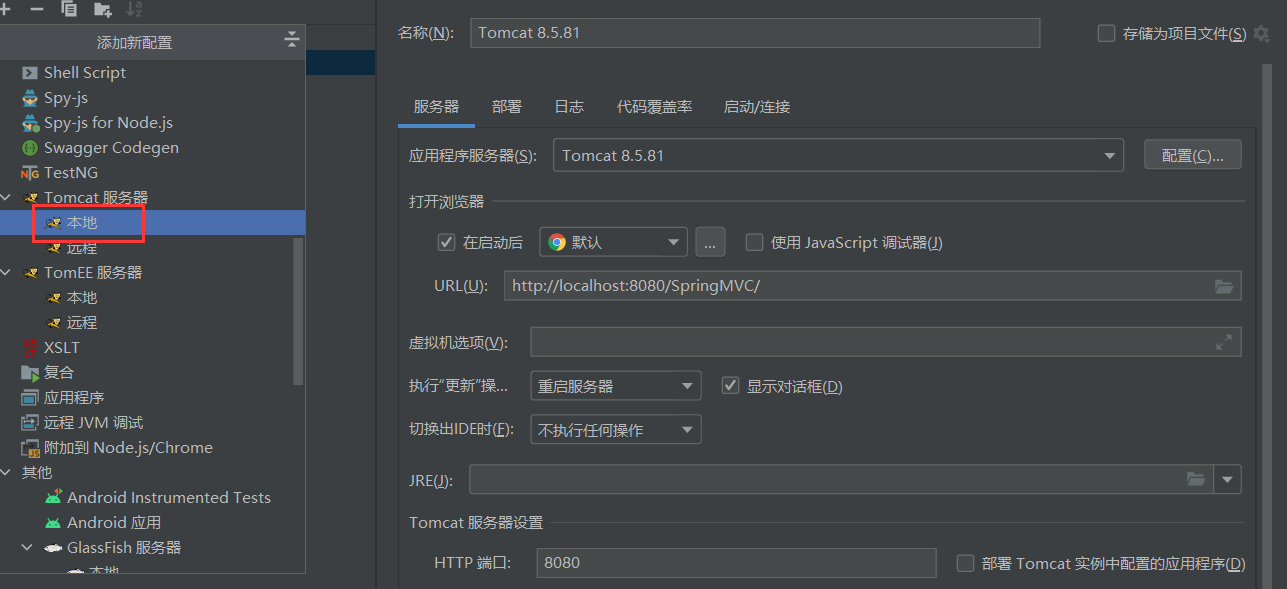 添加新配置
Shell Script
Spy-js
Spy-js for Node.js
Swagger Codegen
TestNG
Tomcat 服务器
本地
远程
TomEE 服务器
本地
远程
XSLT
复合
应用程序
远程 JVM 调试
附加到 Node.js/Chrome
其他
Android Instrumented Tests
Android 应用
GlassFish 服务器
本地
名称(N): Tomcat 8.5.81 存储为项目文件(S)
服务器 部署 日志 代码覆盖率 启动/连接
应用程序服务器(S): Tomcat 8.5.81 配置(C)...
打开浏览器
在启动后 默认 ... 使用 JavaScript 调试器(J)
URL(U): http://localhost:8080/SpringMVC/
虚拟机选项(V):
执行“更新”操... 重启服务器 显示对话框(D)
切换出IDE时(F): 不执行任何操作
JRE(J):
Tomcat 服务器设置
HTTP 端口: 8080 部署 Tomcat 实例中配置的应用程序(D)